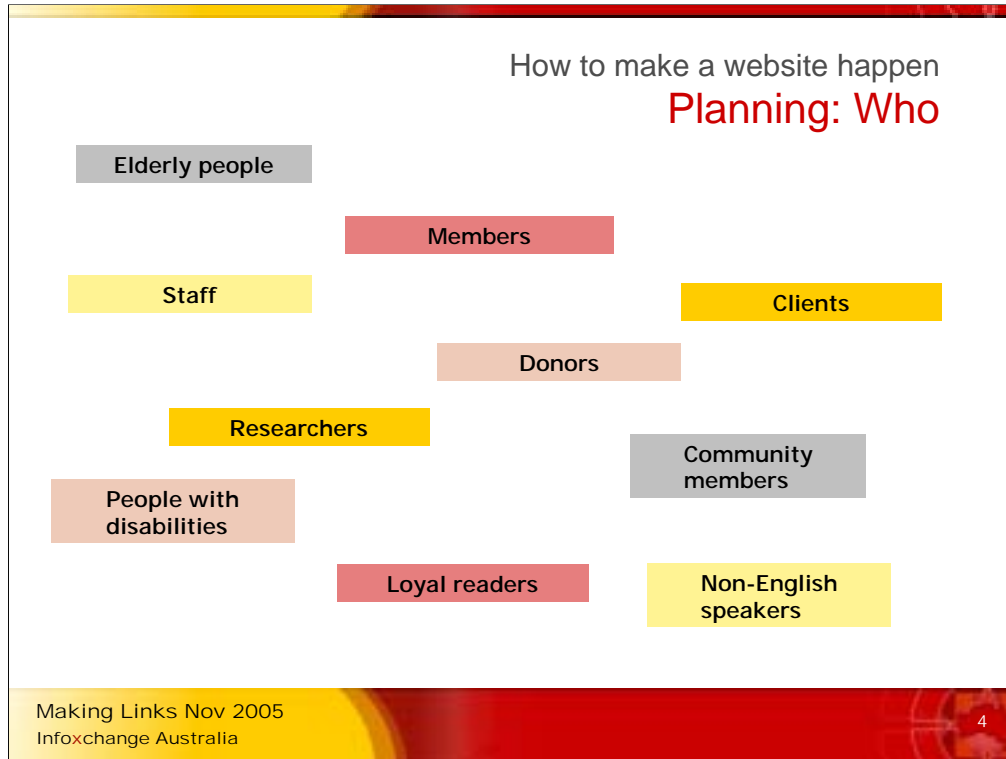 How to make a website happen
Planning: Who
Elderly people
Members
Staff
Clients
Donors
Researchers
Community
members
People with
disabilities
Loyal readers
Non-English
speakers
Making Links Nov 2005
Infoxchange Australia
4